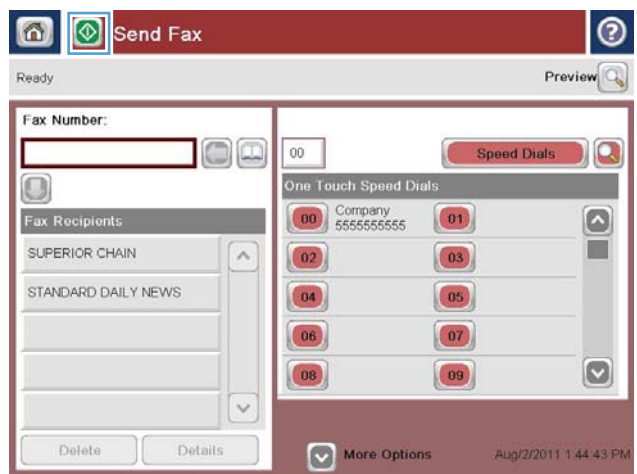 Send Fax
Ready
Preview
Fax Number:
00
Speed Dials
One Touch Speed Dials
Fax Recipients
00 Company 5555555555 01
SUPERIOR CHAIN
02 03
STANDARD DAILY NEWS
04 05
06 07
08 09
Delete Details
More Options
Aug/2/2011 1:44:43 PM